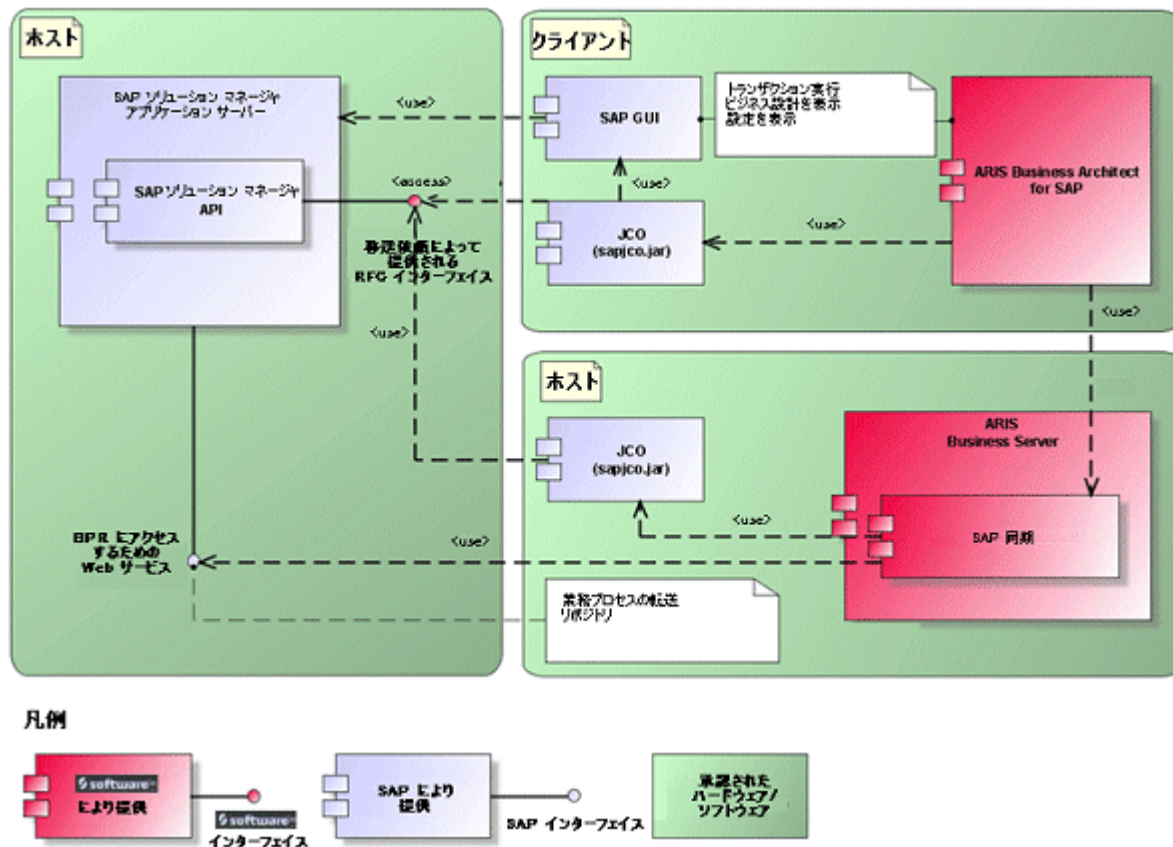 ホスト
SAP ソリューション マネージャ
アプリケーション サーバー
SAPソリューション マネージャ
API
<use>
<access>
移送依頼によって
提供される
RFG インターフェイス
<use>
BPR にアクセス
するための
Web サービス
<use>
クライアント
SAP GUI
トランザクション実行
ビジネス設計を表示
設定を表示
ARIS Business Architect
for SAP
<use>
JCO
(sapjco.jar)
<use>
<use>
ホスト
JCO
(sapjco.jar)
ARIS
Business Server
<use>
SAP 同期
業務プロセスの転送
リポジトリ
凡例
software
により提供
software
インターフェイス
SAP により
提供
SAP インターフェイス
承認された
ハードウェア/
ソフトウェア